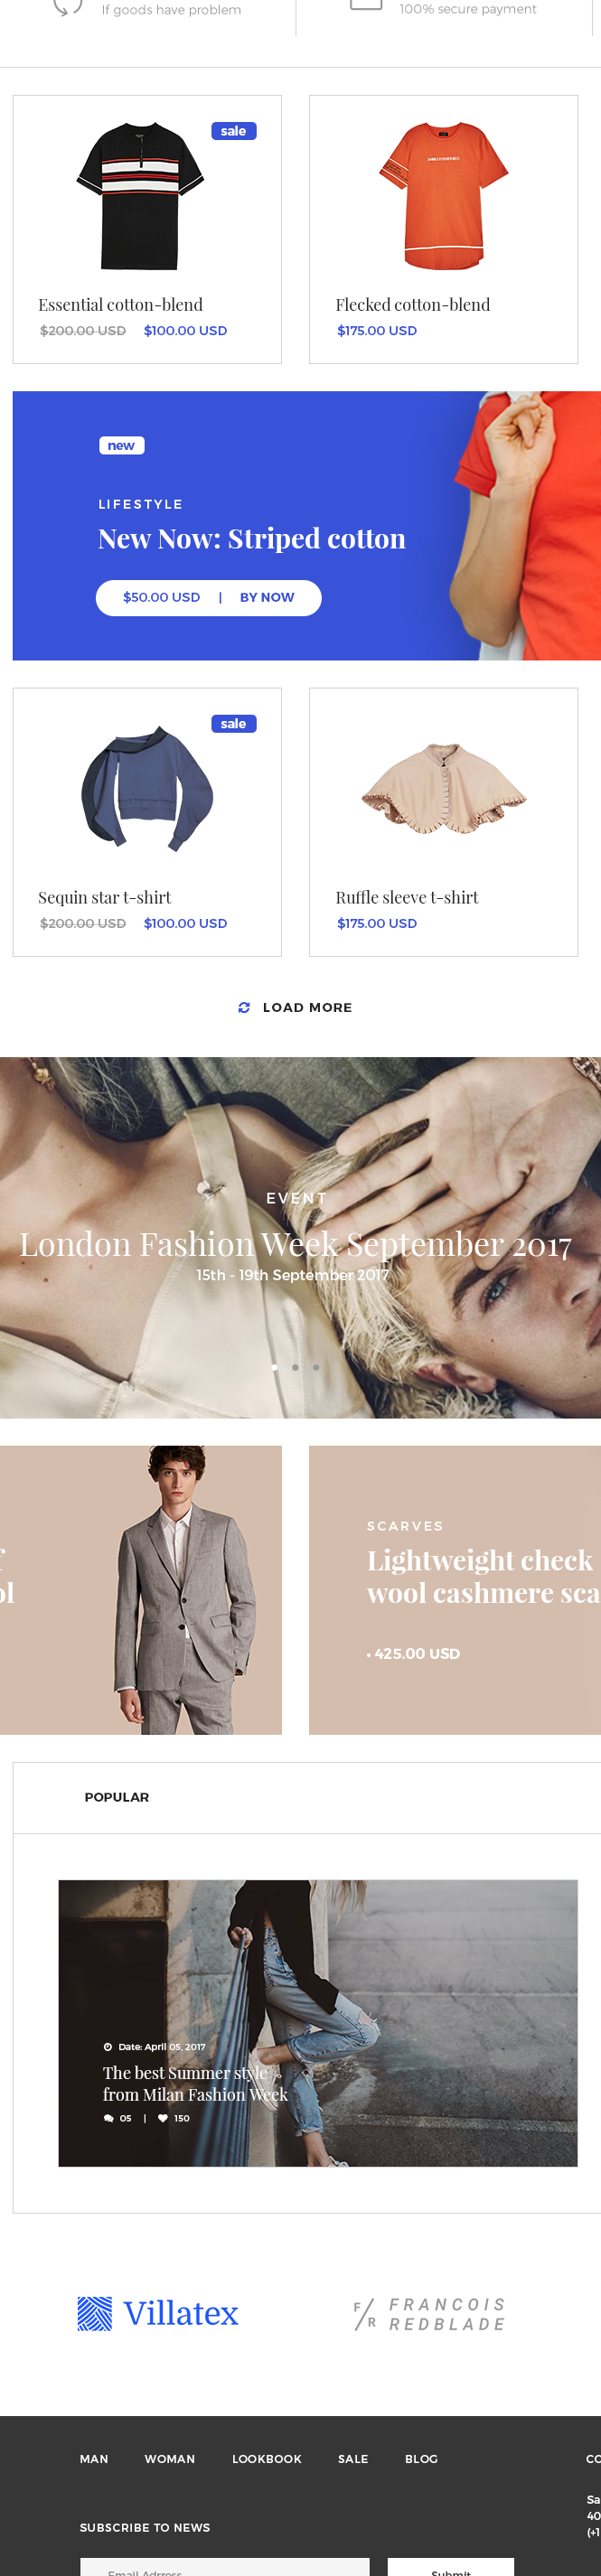 If goods have problem
100% secure payment
sale
Essential cotton-blend
$200.00 USD $100.00 USD
Flecked cotton-blend
$175.00 USD
new
LIFESTYLE
New Now: Striped cotton
$50.00 USD | BY NOW
sale
Sequin star t-shirt
$200.00 USD $100.00 USD
Ruffle sleeve t-shirt
$175.00 USD
LOAD MORE
EVENT
London Fashion Week September 2017
15th - 19th September 2017
SCARVES
Lightweight check
wool cashmere sca
• 425.00 USD
POPULAR
Date: April 05, 2017
The best Summer style
from Milan Fashion Week
05 | 150
Villatex
F/R FRANCOIS
REDBLADE
MAN WOMAN LOOKBOOK SALE BLOG
CO
Sa
40
(+1
SUBSCRIBE TO NEWS
Email Adrress
Submit